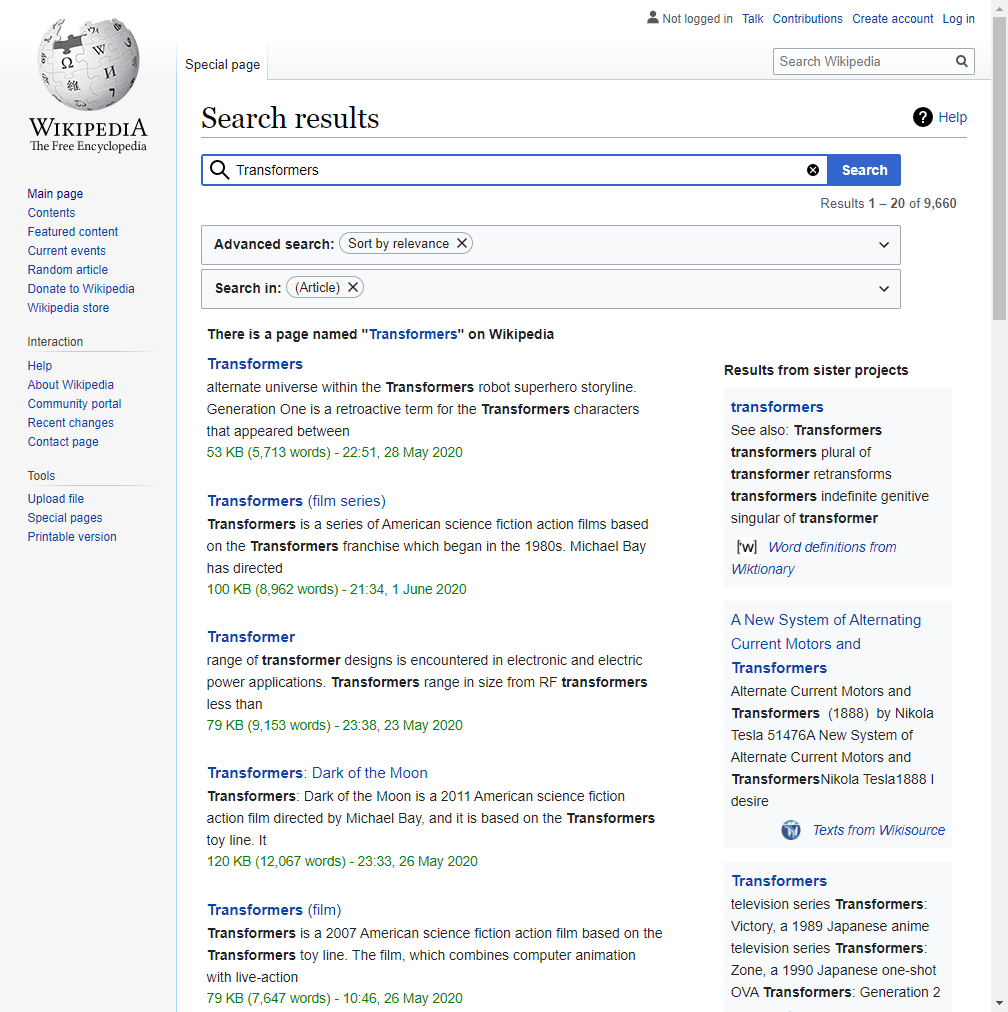 Not logged in Talk Contributions Create account Log in
Special page
Search Wikipedia
WIKIPEDIA
The Free Encyclopedia
Main page
Contents
Featured content
Current events
Random article
Donate to Wikipedia
Wikipedia store
Interaction
Help
About Wikipedia
Community portal
Recent changes
Contact page
Tools
Upload file
Special pages
Printable version
Search results
? Help
Transformers
Search
Results 1 – 20 of 9,660
Advanced search: Sort by relevance
Search in: (Article)
There is a page named "Transformers" on Wikipedia
Transformers
alternate universe within the Transformers robot superhero storyline.
Generation One is a retroactive term for the Transformers characters
that appeared between
53 KB (5,713 words) - 22:51, 28 May 2020
Transformers (film series)
Transformers is a series of American science fiction action films based
on the Transformers franchise which began in the 1980s. Michael Bay
has directed
100 KB (8,962 words) - 21:34, 1 June 2020
Transformer
range of transformer designs is encountered in electronic and electric
power applications. Transformers range in size from RF transformers
less than
79 KB (9,153 words) - 23:38, 23 May 2020
Transformers: Dark of the Moon
Transformers: Dark of the Moon is a 2011 American science fiction
action film directed by Michael Bay, and it is based on the Transformers
toy line. It
120 KB (12,067 words) - 23:33, 26 May 2020
Transformers (film)
Transformers is a 2007 American science fiction action film based on the
Transformers toy line. The film, which combines computer animation
with live-action
79 KB (7,647 words) - 10:46, 26 May 2020
Results from sister projects
transformers
See also: Transformers
transformers plural of
transformer retransforms
transformers indefinite genitive
singular of transformer
['w] Word definitions from
Wiktionary
A New System of Alternating
Current Motors and
Transformers
Alternate Current Motors and
Transformers (1888) by Nikola
Tesla 51476A New System of
Alternate Current Motors and
TransformersNikola Tesla1888 I
desire
Texts from Wikisource
Transformers
television series Transformers:
Victory, a 1989 Japanese anime
television series Transformers:
Zone, a 1990 Japanese one-shot
OVA Transformers: Generation 2